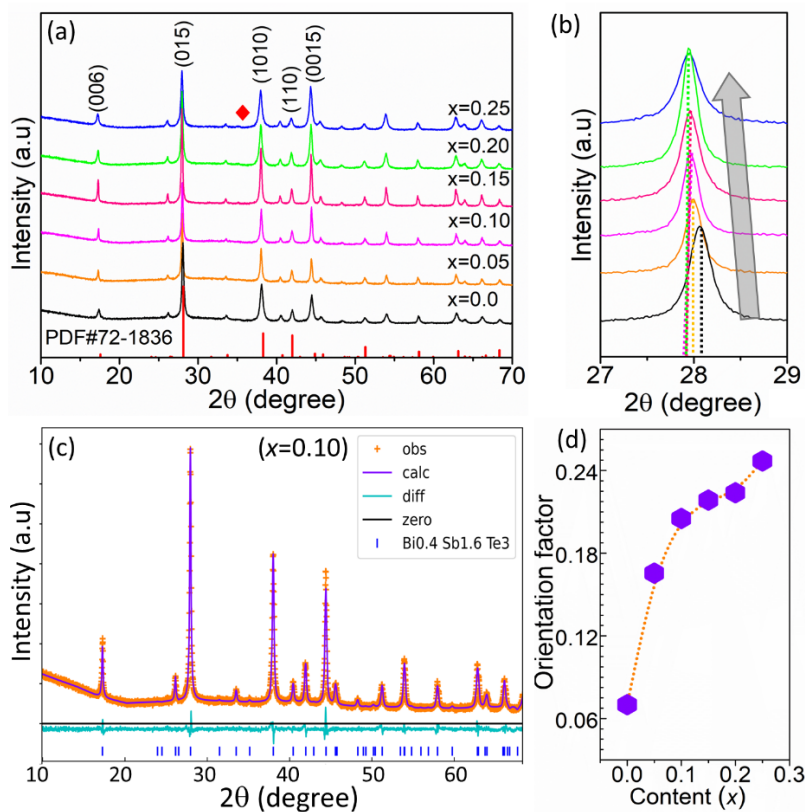 (a)
(006)
(015)
(1010)
(110)
(0015)
x=0.25
x=0.20
x=0.15
x=0.10
x=0.05
x=0.0
PDF#72-1836
Intensity (a.u)
10 20 30 40 50 60 70
2θ (degree)
(b)
Intensity (a.u)
27 28 29
2θ (degree)
(c)
(x=0.10)
obs
calc
diff
zero
Bi0.4 Sb1.6 Te3
Intensity (a.u)
10 20 30 40 50 60
2θ (degree)
(d)
Orientation factor
0.24
0.18
0.12
0.06
0.0 0.1 0.2 0.3
Content (x)